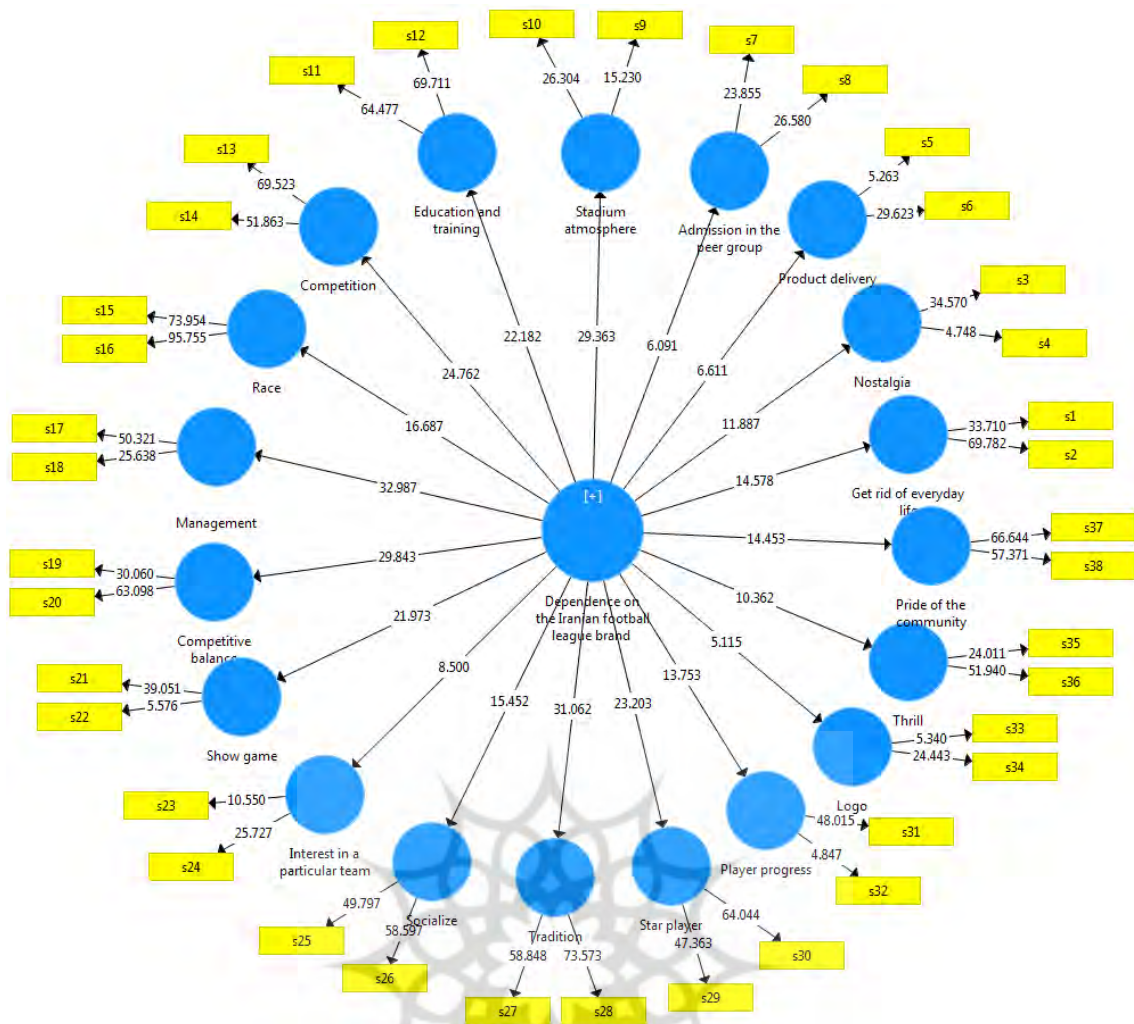 s10
s9
s12
s7
s11
s8
26.304
15.230
69.711
23.855
64.477
26.580
s13
s5
69.523
5.263
s14
51.863
29.623
s6
Education and
training
Stadium
atmosphere
Admission in the
peer group
Competition
Product delivery
s3
34.570
s15
73.954
4.748
s4
s16
95.755
22.182
29.363
6.091
24.762
6.611
Race
Nostalgia
11.887
s1
33.710
s17
50.321
69.782
s2
s18
25.638
16.687
14.578
32.987
[+]
Get rid of everyday
life
Management
s37
66.644
14.453
57.371
s38
s19
30.060
29.843
s20
63.098
Dependence on
the Iranian football
league brand
10.362
Pride of the
community
Competitive
balance
21.973
5.115
s35
24.011
51.940
s36
s21
39.051
8.500
13.753
s22
5.576
15.452
31.062
23.203
Thrill
s33
5.340
24.443
s34
Show game
s23
10.550
Logo
48.015
s31
25.727
Interest in a
particular team
Player progress
4.847
s24
s32
49.797
Socialize
Star player
64.044
58.597
Tradition
47.363
s25
58.848
73.573
s30
s26
s29
s27
s28